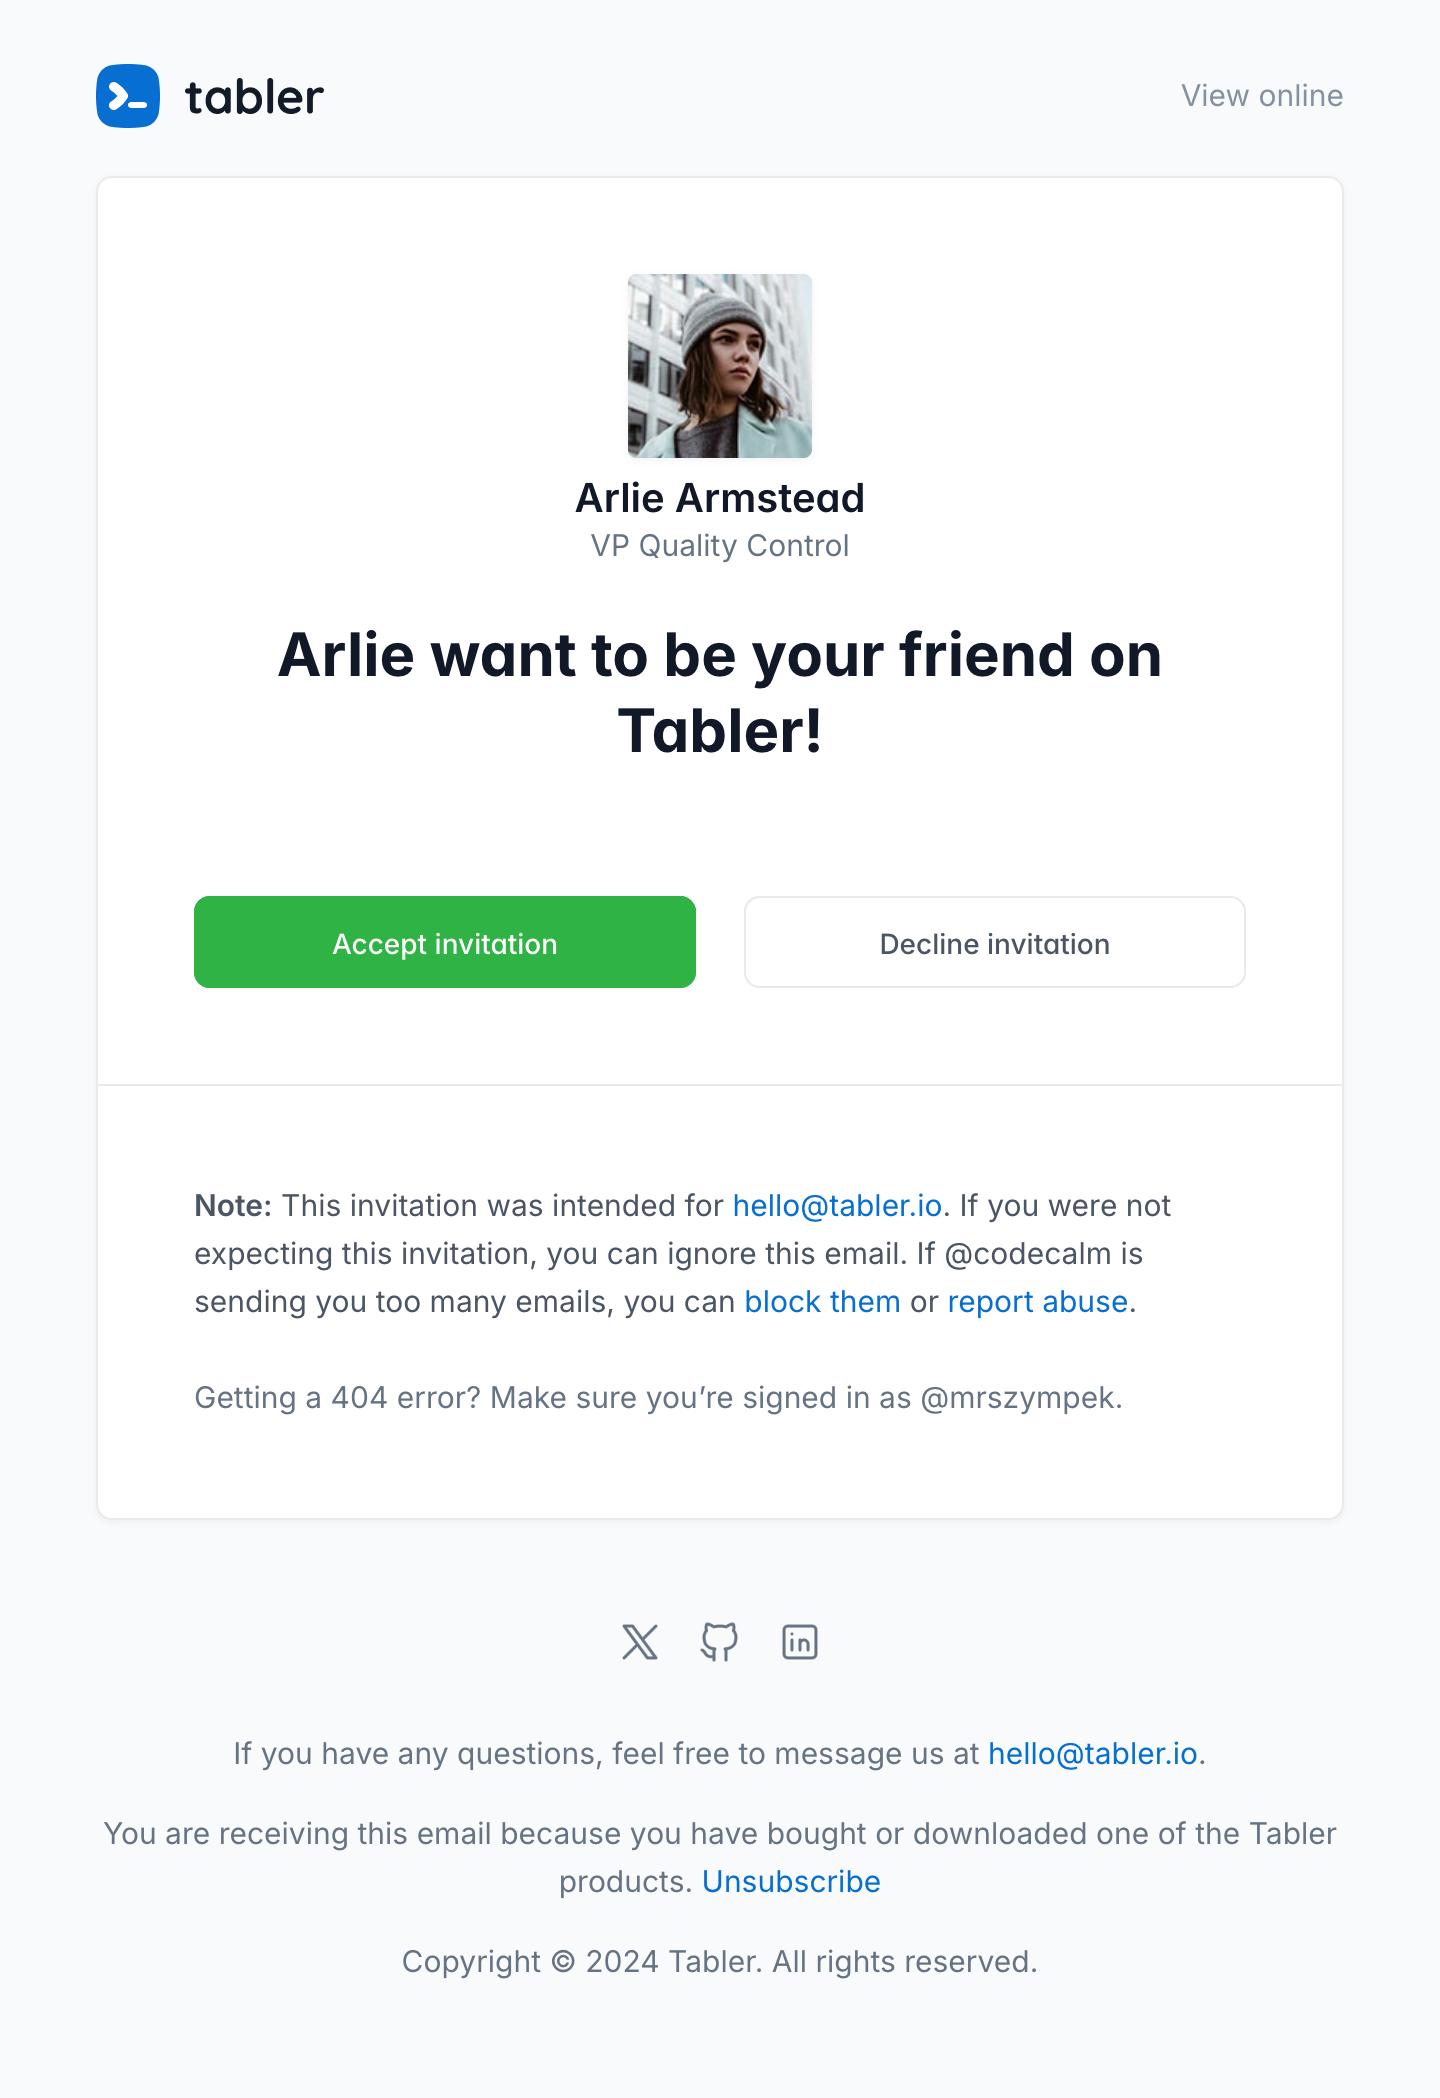 tabler
View online
Arlie Armstead
VP Quality Control
Arlie want to be your friend on
Tabler!
Accept invitation
Decline invitation
Note: This invitation was intended for hello@tabler.io. If you were not
expecting this invitation, you can ignore this email. If @codecalm is
sending you too many emails, you can block them or report abuse.
Getting a 404 error? Make sure you’re signed in as @mrszympek.
If you have any questions, feel free to message us at hello@tabler.io.
You are receiving this email because you have bought or downloaded one of the Tabler
products. Unsubscribe
Copyright © 2024 Tabler. All rights reserved.